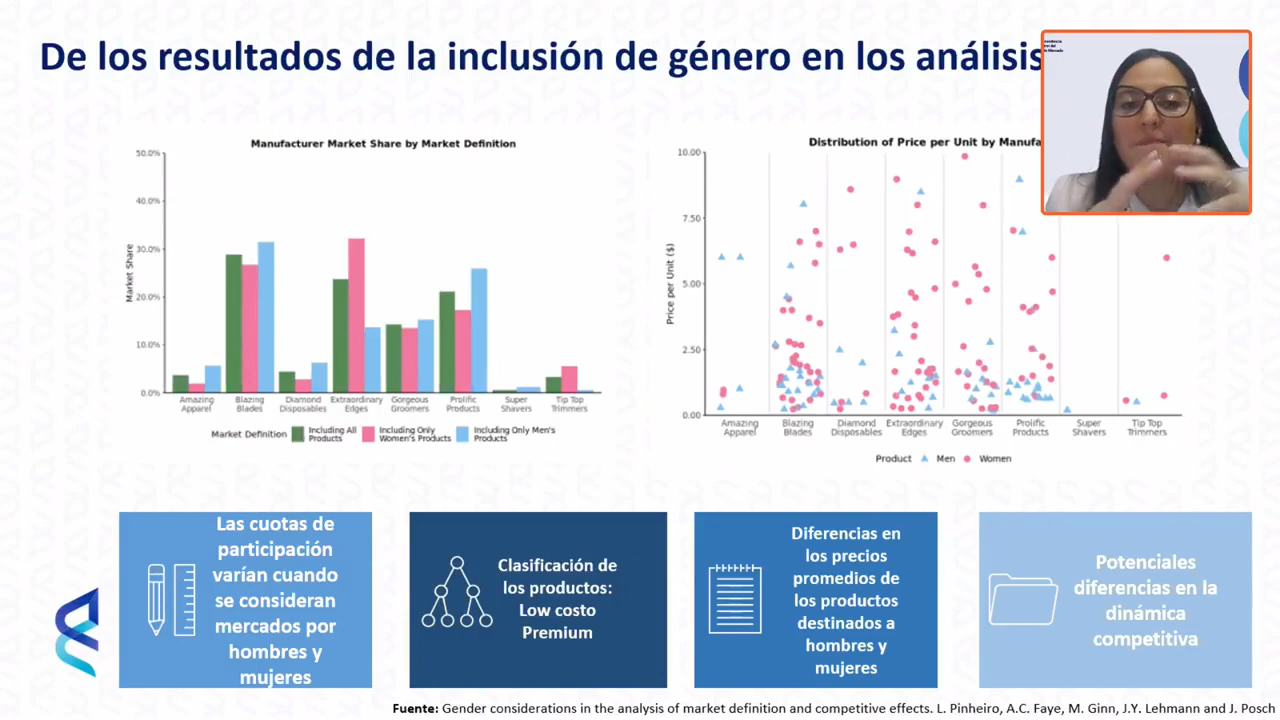 De los resultados de la inclusión de género en los análisis
Manufacturer Market Share by Market Definition
50.0%
40.0%
30.0%
20.0%
10.0%
0.0%
Market Share
Amazing
Apparel
Blazing
Blades
Diamond
Disposables
Extraordinary
Edges
Gorgeous
Groomers
Prolific
Products
Super
Shavers
Tip Top
Trimmers
Market Definition
Including All
Products
Including Only
Women's Products
Including Only Men's
Products
Distribution of Price per Unit by Manufa
10.00
7.50
5.00
2.50
0.00
Price per Unit ($)
Amazing
Apparel
Blazing
Blades
Diamond
Disposables
Extraordinary
Edges
Gorgeous
Groomers
Prolific
Products
Super
Shavers
Tip Top
Trimmers
Product
Men
Women
Las cuotas de
participación
varían cuando
se consideran
mercados por
hombres y
mujeres
Clasificación de
los productos:
Low costo
Premium
Diferencias en
los precios
promedios de
los productos
destinados a
hombres y
mujeres
Potenciales
diferencias en la
dinámica
competitiva
Fuente: Gender considerations in the analysis of market definition and competitive effects. L. Pinheiro, A.C. Faye, M. Ginn, J.Y. Lehmann and J. Posch